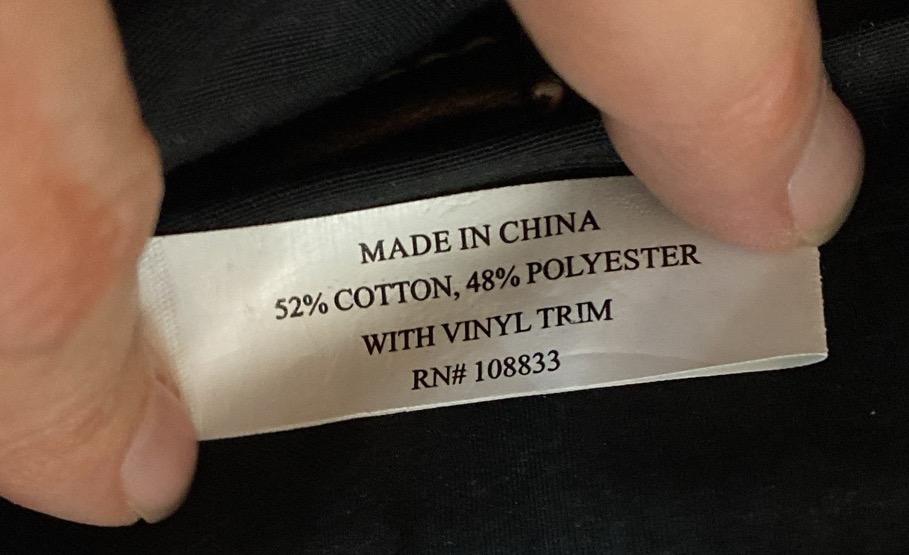 MADE IN CHINA
52% COTTON, 48% POLYESTER
WITH VINYL TRIM
RN# 108833